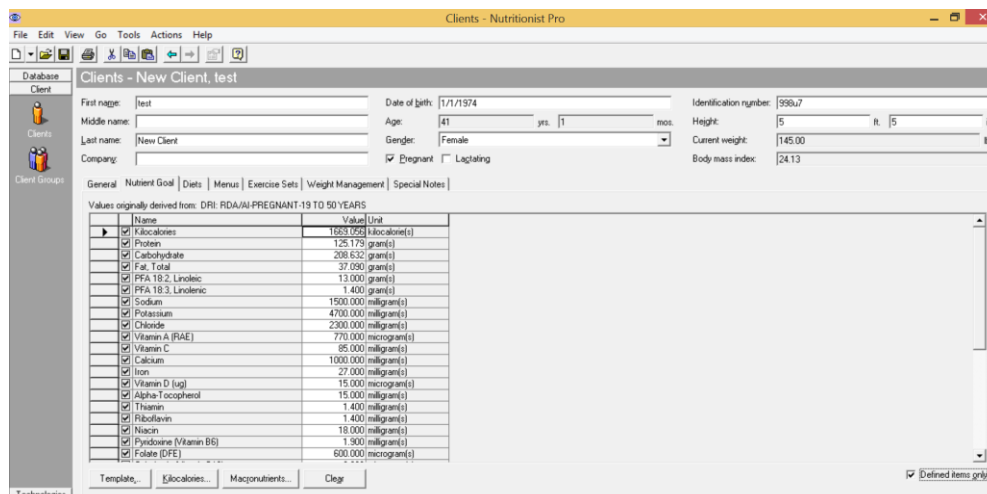 Clients - Nutritionist Pro
File Edit View Go Tools Actions Help
Database
Client
Clients
Client Groups
Clients - New Client, test
First name: test Date of birth: 1/1/1974 Identification number: 998u7
Middle name: Age: 41 yrs. 1 mos. Height: 5 ft. 5
Last name: New Client Gender: Female Current weight: 145.00
Company: Pregnant Lactating Body mass index: 24.13
General Nutrient Goal Diets Menus Exercise Sets Weight Management Special Notes
Values originally derived from: DRI: RDA/AI-PREGNANT-19 TO 50 YEARS
Name Value Unit
Kilocalories 1669.056 kilocalorie(s)
Protein 125.179 gram(s)
Carbohydrate 208.632 gram(s)
Fat, Total 37.090 gram(s)
PFA 18:2, Linoleic 13.000 gram(s)
PFA 18:3, Linolenic 1.400 gram(s)
Sodium 1500.000 milligram(s)
Potassium 4700.000 milligram(s)
Chloride 2300.000 milligram(s)
Vitamin A (RAE) 770.000 microgram(s)
Vitamin C 85.000 milligram(s)
Calcium 1000.000 milligram(s)
Iron 27.000 milligram(s)
Vitamin D (ug) 15.000 microgram(s)
Alpha-Tocopherol 15.000 milligram(s)
Thiamin 1.400 milligram(s)
Riboflavin 1.400 milligram(s)
Niacin 18.000 milligram(s)
Pyridoxine (Vitamin B6) 1.900 milligram(s)
Folate (DFE) 600.000 microgram(s)
Template... Kilocalories... Macronutrients... Clear Defined items only